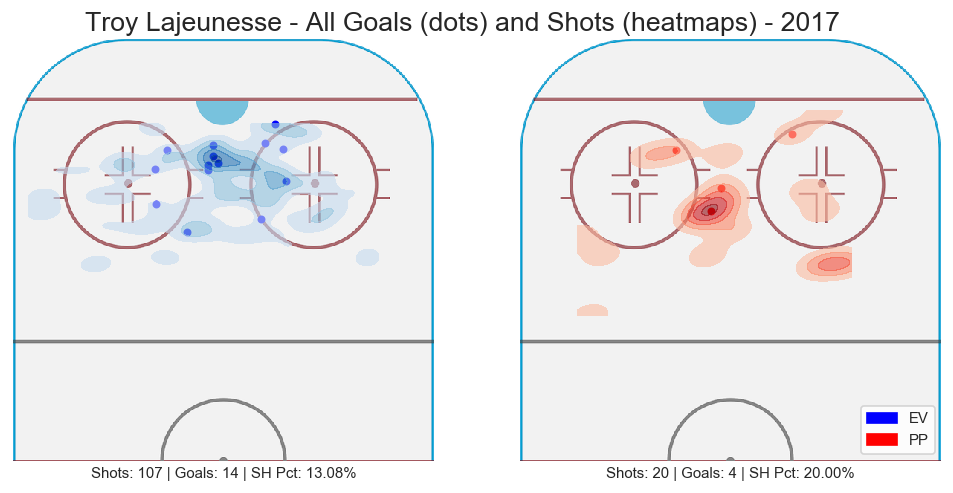 Troy Lajeunesse - All Goals (dots) and Shots (heatmaps) - 2017
EV
PP
Shots: 107 | Goals: 14 | SH Pct: 13.08%
Shots: 20 | Goals: 4 | SH Pct: 20.00%